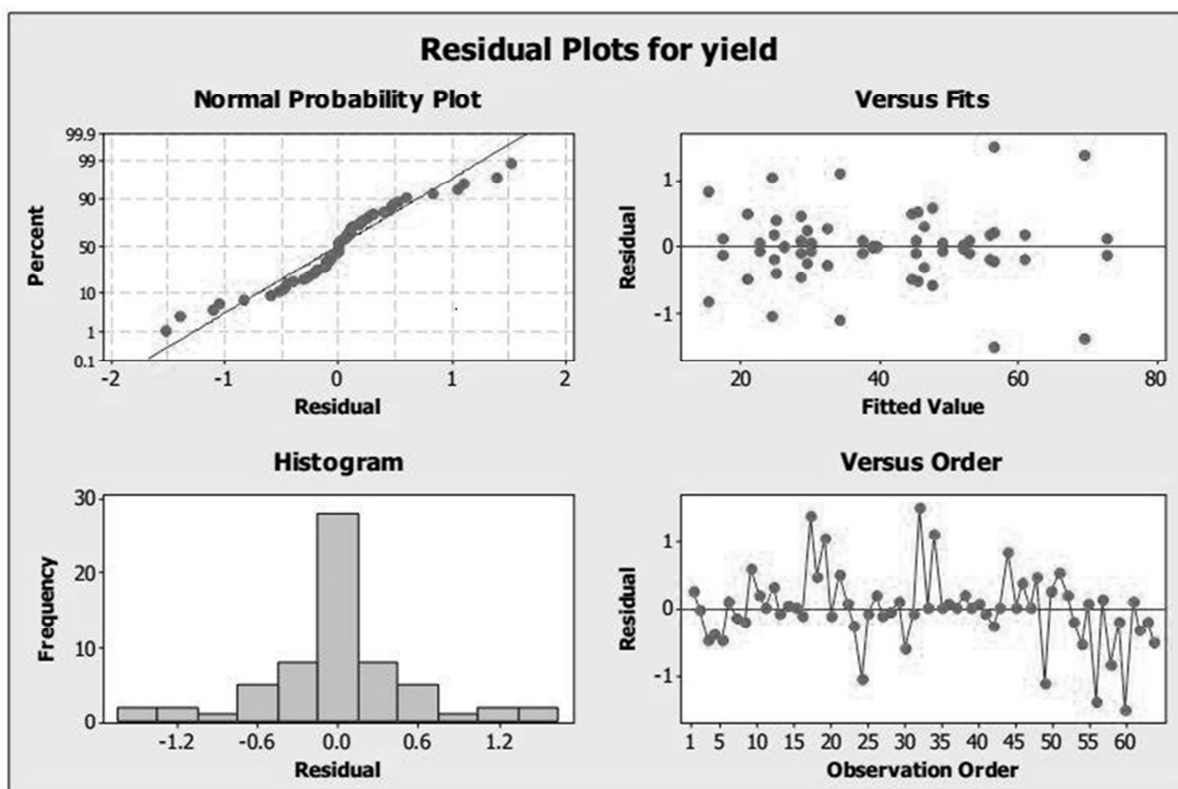 Residual Plots for yield
Normal Probability Plot
99.9
99
90
50
10
1
0.1
Percent
-2 -1 0 1 2
Residual
Versus Fits
1
0
-1
Residual
20 40 60 80
Fitted Value
Histogram
30
20
10
0
Frequency
-1.2 -0.6 0.0 0.6 1.2
Residual
Versus Order
1
0
-1
Residual
1 5 10 15 20 25 30 35 40 45 50 55 60
Observation Order